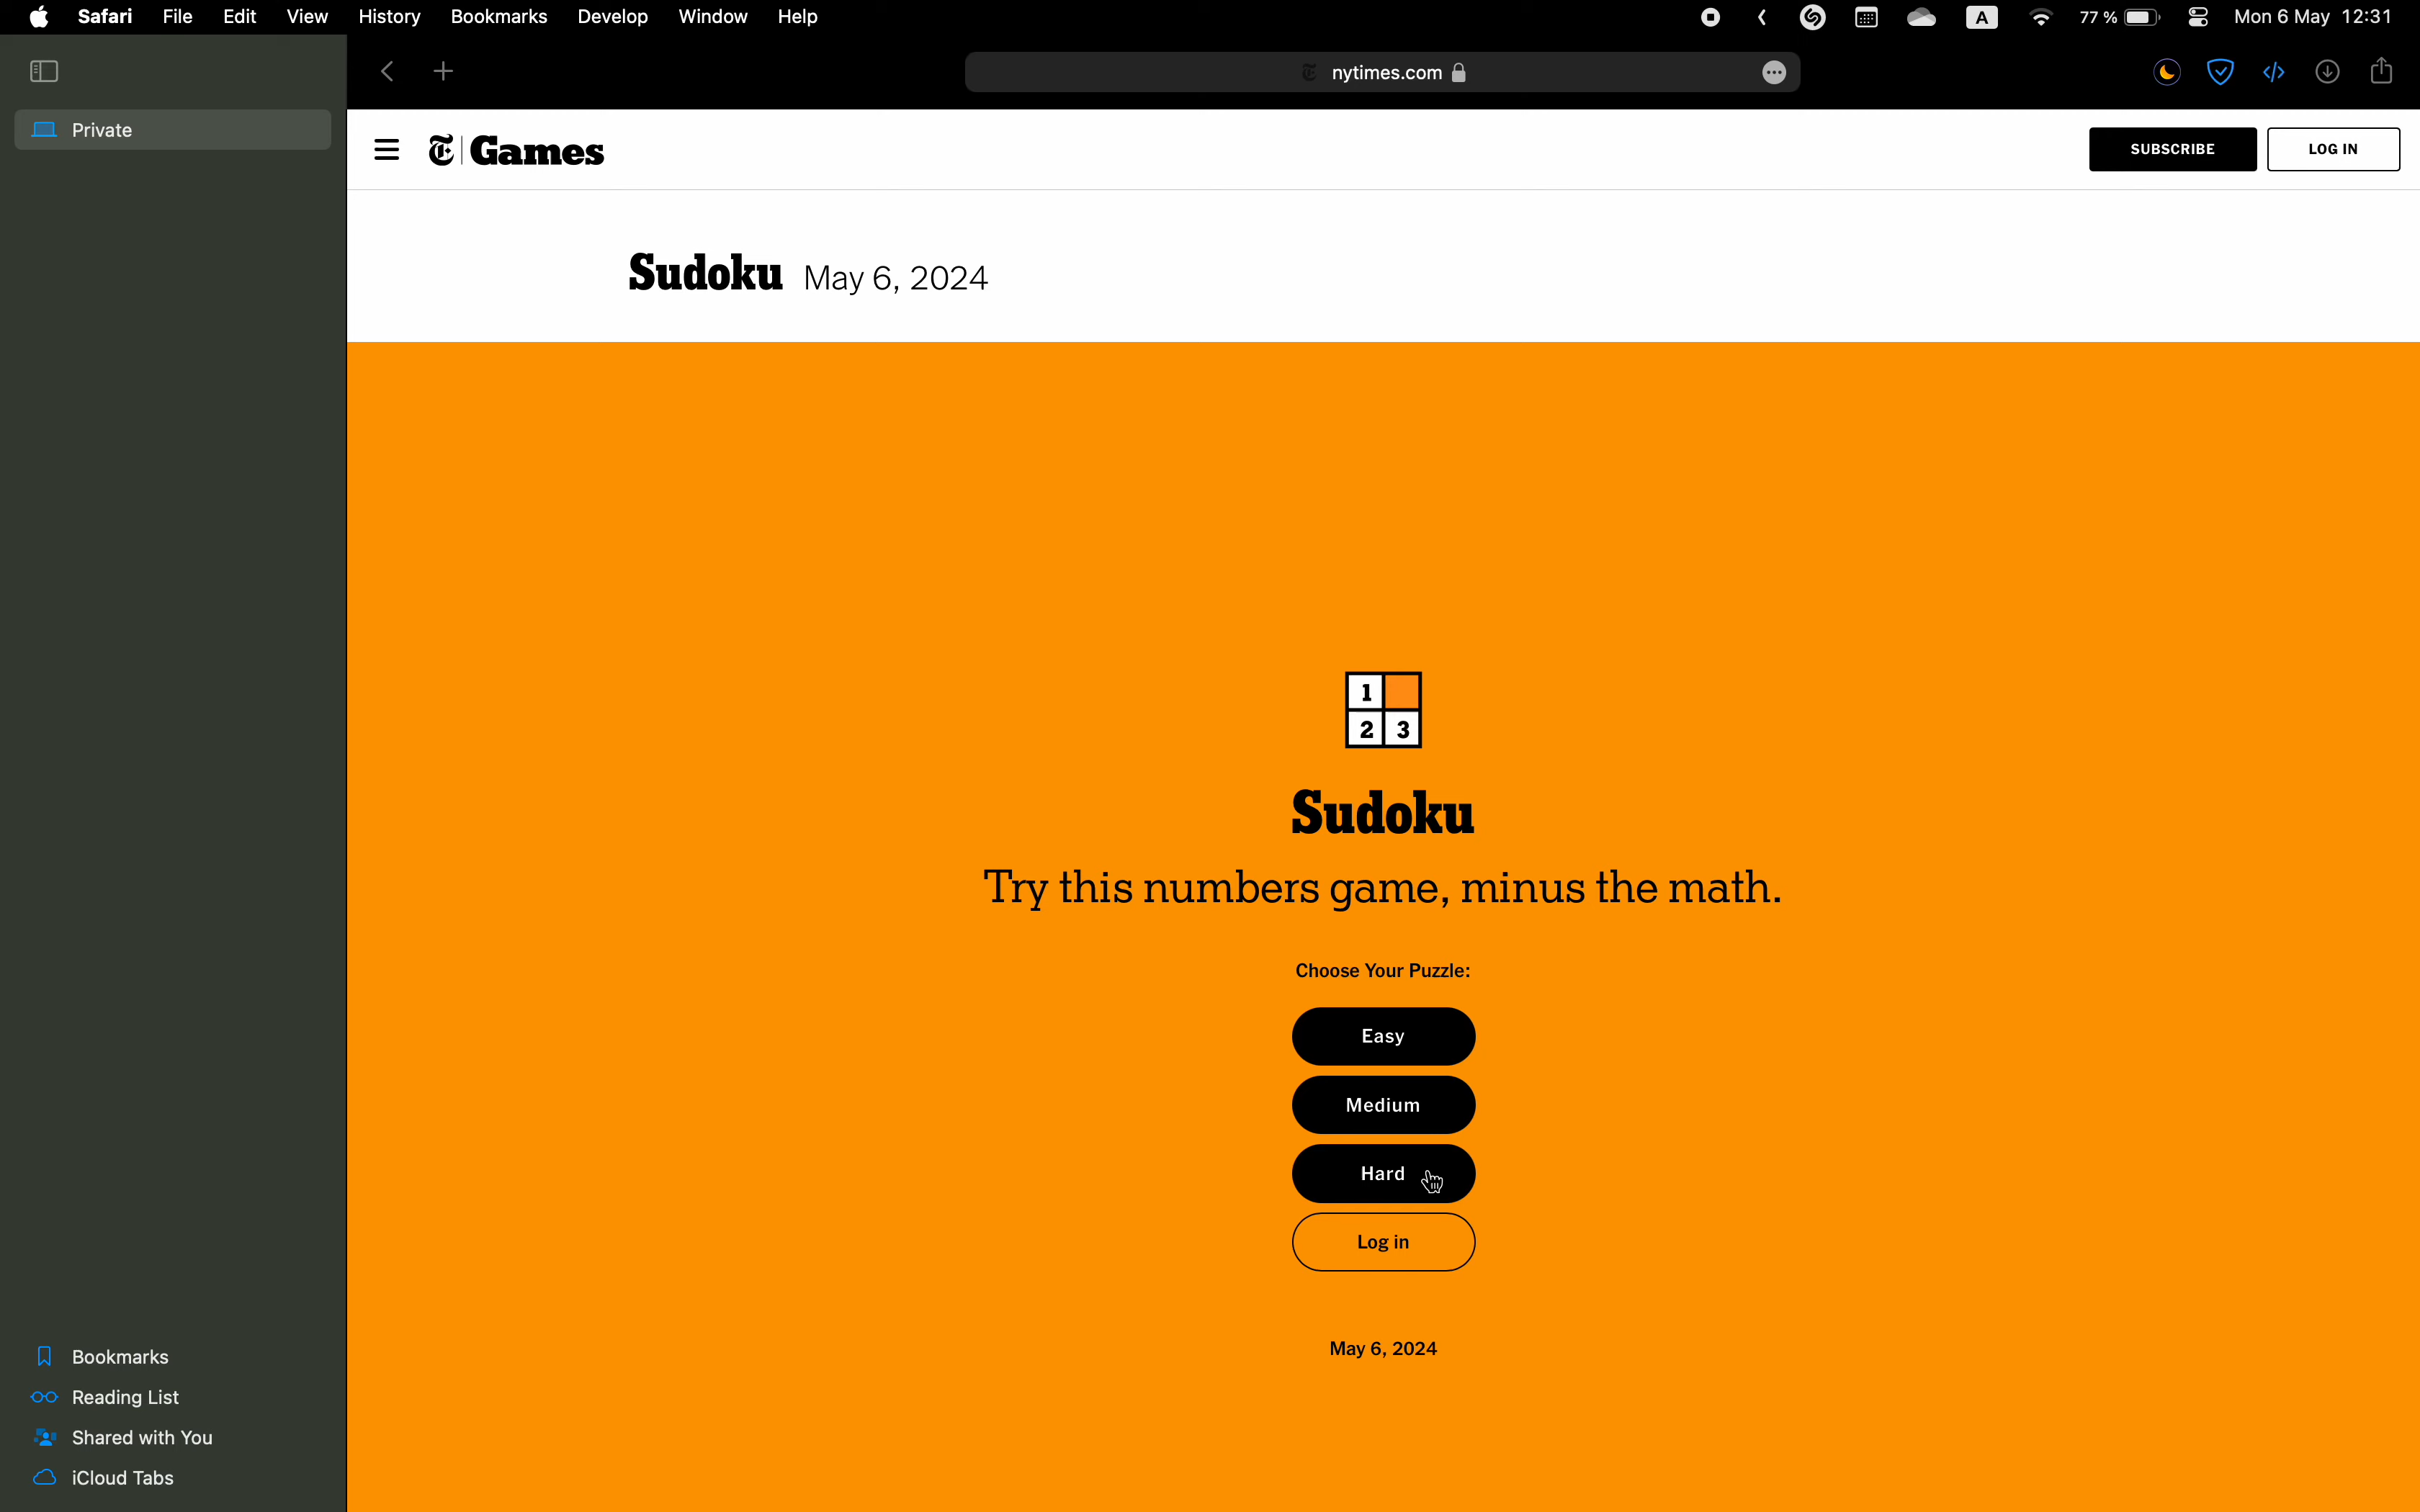 Safari File Edit View History Bookmarks Develop Window Help A 77 % Mon 6 May 12:31
nytimes.com
Private
T Games SUBSCRIBE LOG IN
Sudoku May 6, 2024
1
2 3
Sudoku
Try this numbers game, minus the math.
Choose Your Puzzle:
Easy
Medium
Hard
Log in
May 6, 2024
Bookmarks
Reading List
Shared with You
iCloud Tabs